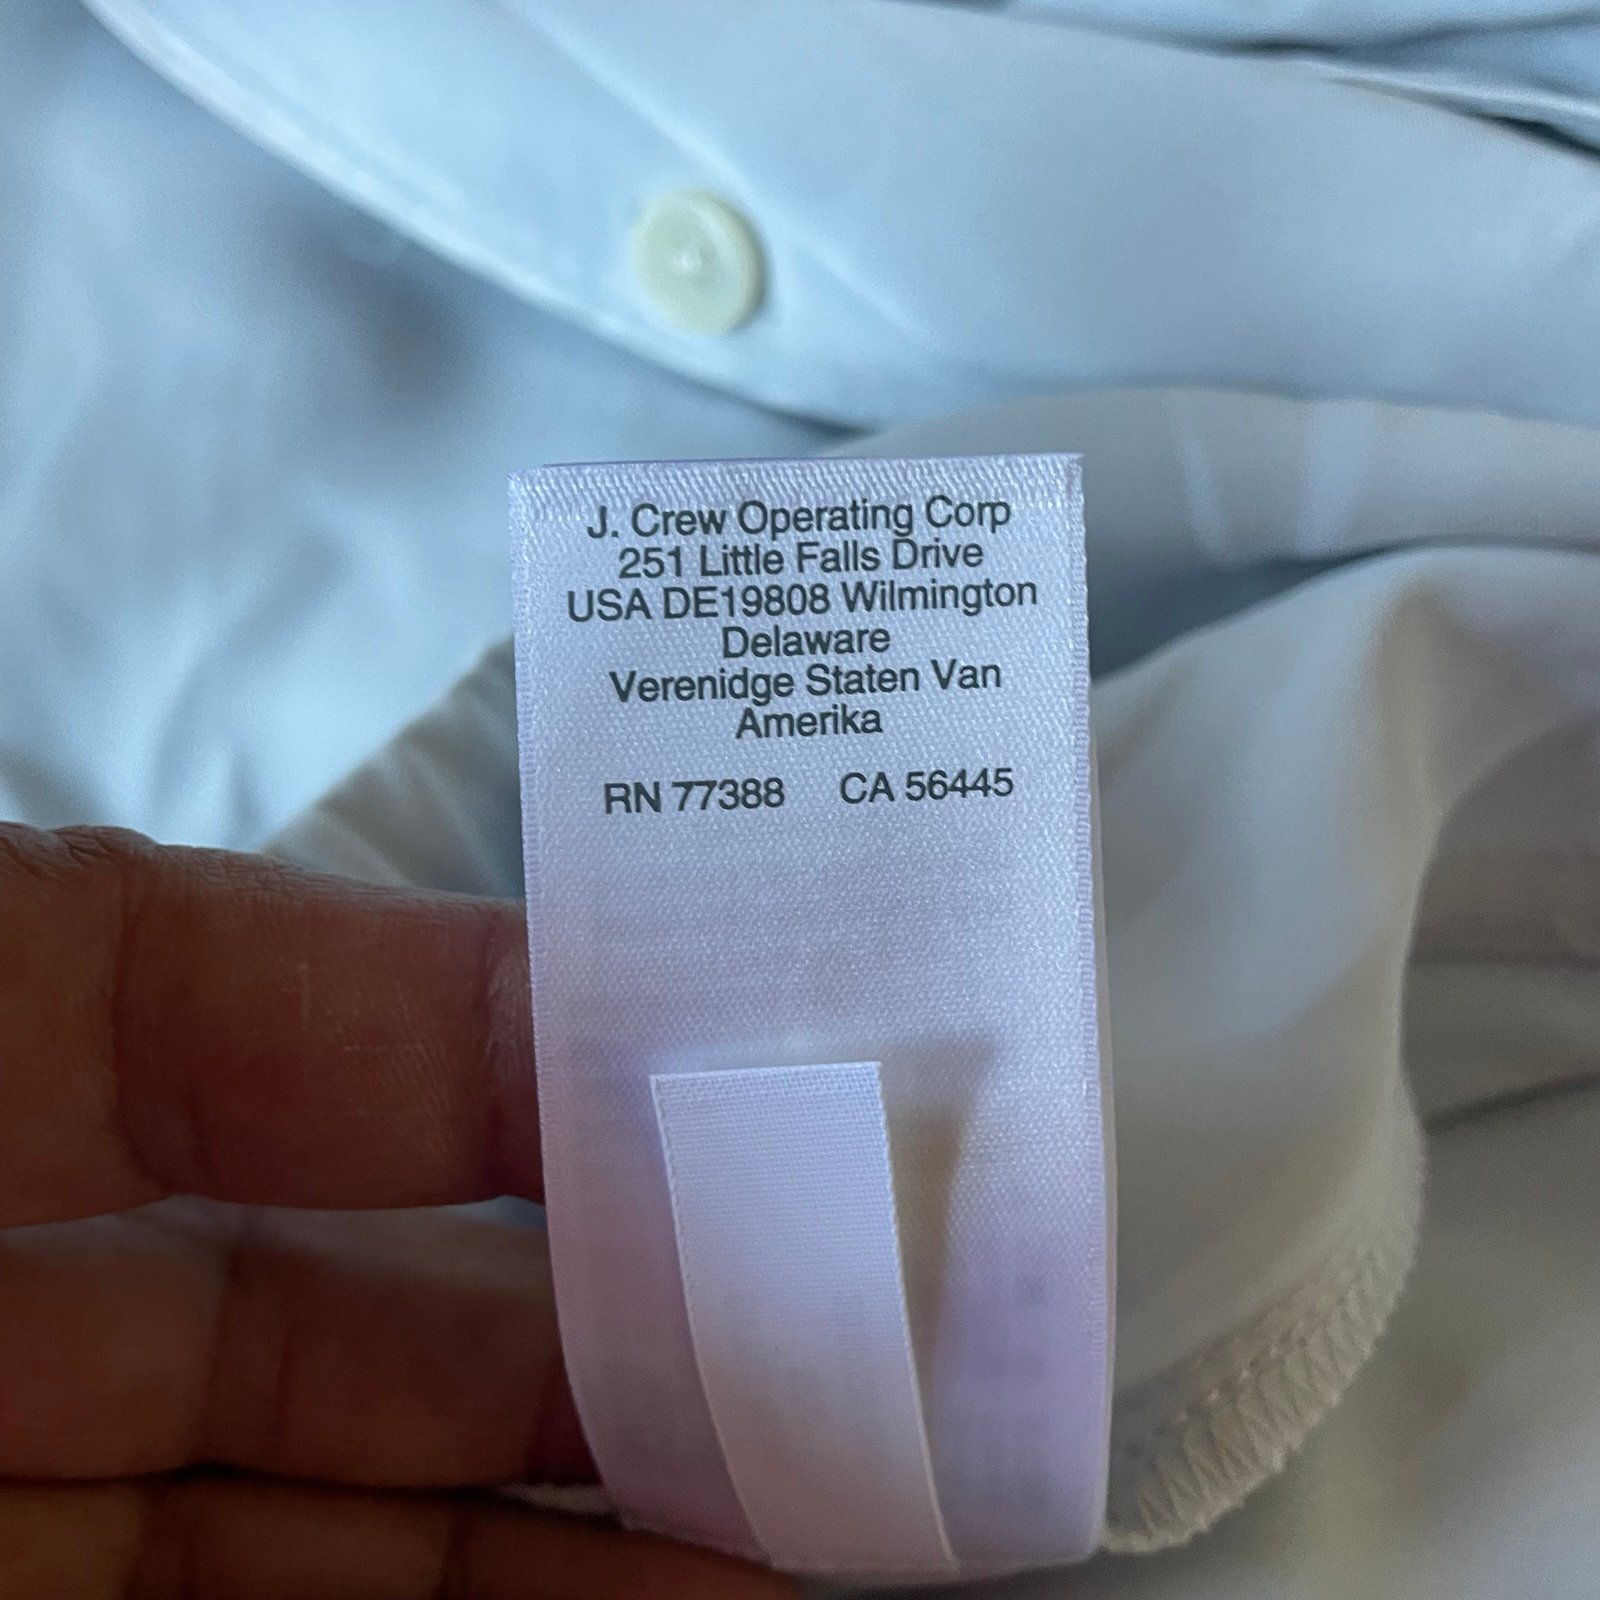 J. Crew Operating Corp
251 Little Falls Drive
USA DE19808 Wilmington
Delaware
Verenidge Staten Van
Amerika
RN 77388 CA 56445